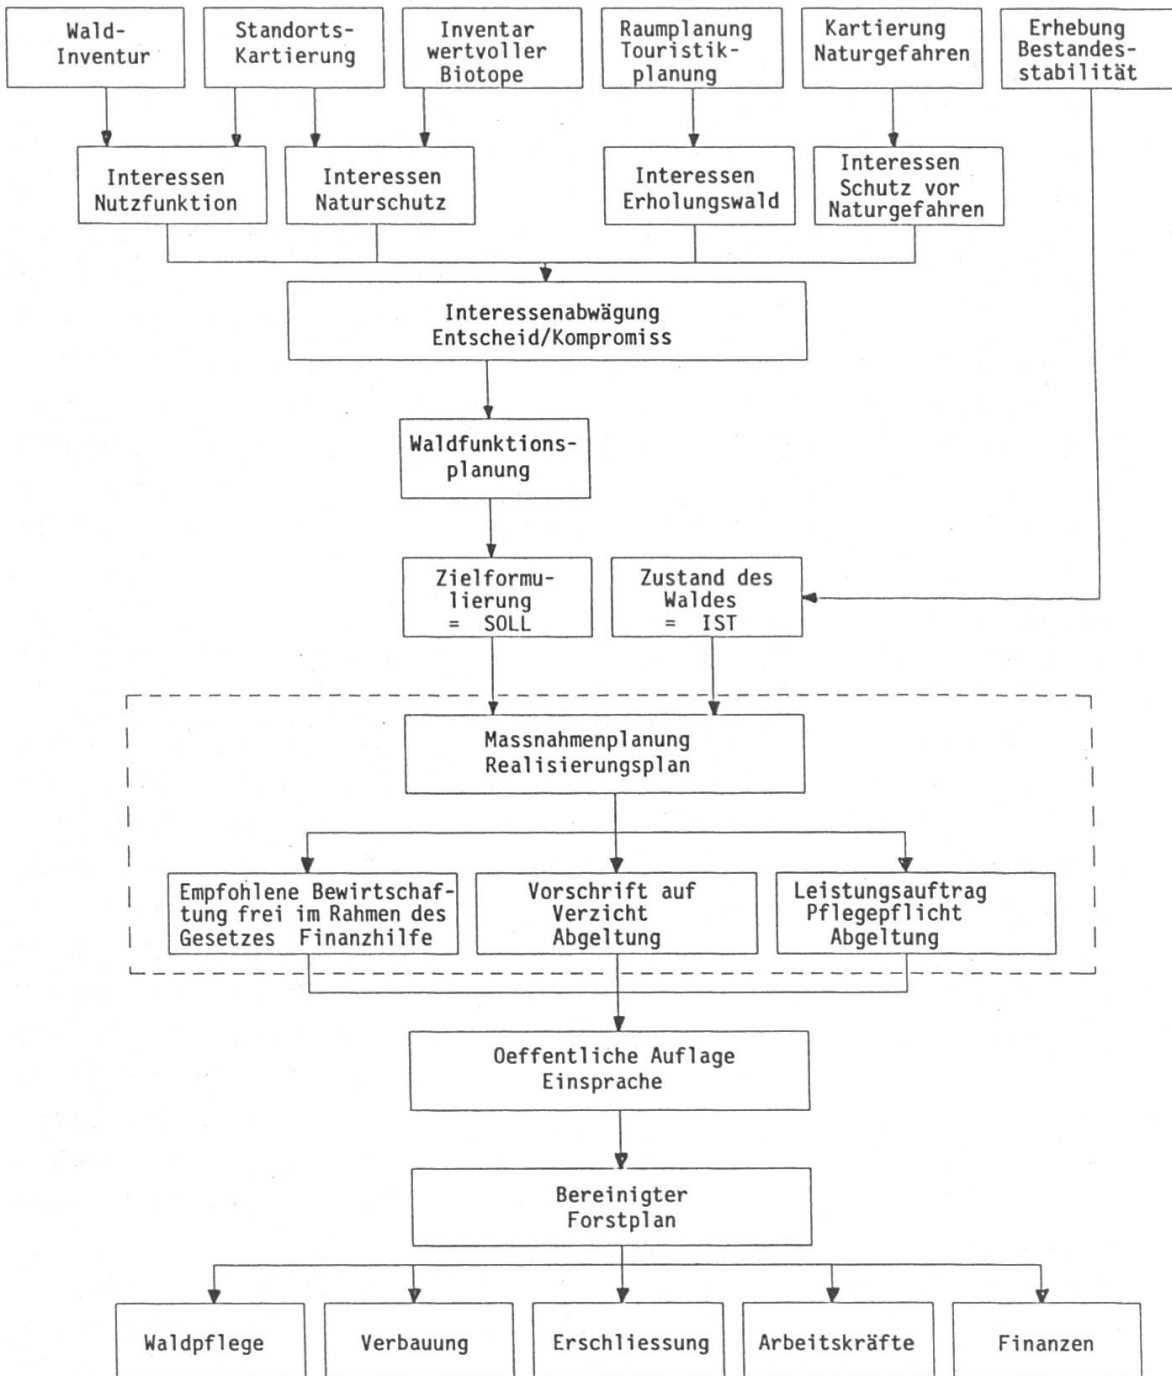 Wald-
Inventur
Standorts-
Kartierung
Inventar
wertvoller
Biotope
Raumplanung
Touristik-
planung
Kartierung
Naturgefahren
Erhebung
Bestandes-
stabilität
Interessen
Nutzfunktion
Interessen
Naturschutz
Interessen
Erholungswald
Interessen
Schutz vor
Naturgefahren
Interessenabwägung
Entscheid/Kompromiss
Waldfunktions-
planung
Zielformu-
lierung
= SOLL
Zustand des
Waldes
= IST
Massnahmenplanung
Realisierungsplan
Empfohlene Bewirtschaf-
tung frei im Rahmen des
Gesetzes Finanzhilfe
Vorschrift auf
Verzicht
Abgeltung
Leistungsauftrag
Pflegepflicht
Abgeltung
Oeffentliche Auflage
Einsprache
Bereinigter
Forstplan
Waldpflege
Verbauung
Erschliessung
Arbeitskräfte
Finanzen